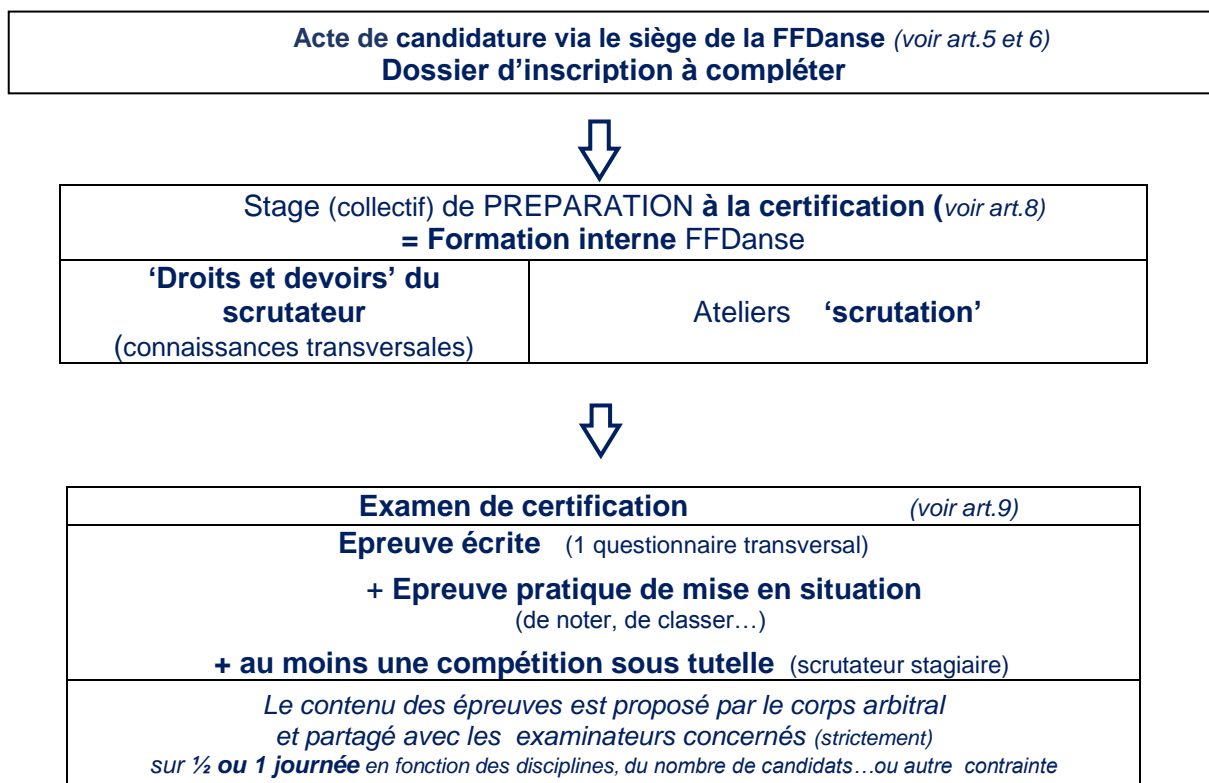 Acte de candidature via le siège de la FFDanse (voir art.5 et 6)
Dossier d’inscription à compléter
Stage (collectif) de PREPARATION à la certification (voir art.8)
= Formation interne FFDanse
‘Droits et devoirs’ du
scrutateur
(connaissances transversales)
Ateliers ‘scrutation’
Examen de certification (voir art.9)
Epreuve écrite (1 questionnaire transversal)
+ Epreuve pratique de mise en situation
(de noter, de classer…)
+ au moins une compétition sous tutelle (scrutateur stagiaire)
Le contenu des épreuves est proposé par le corps arbitral
et partagé avec les examinateurs concernés (strictement)
sur ½ ou 1 journée en fonction des disciplines, du nombre de candidats…ou autre contrainte